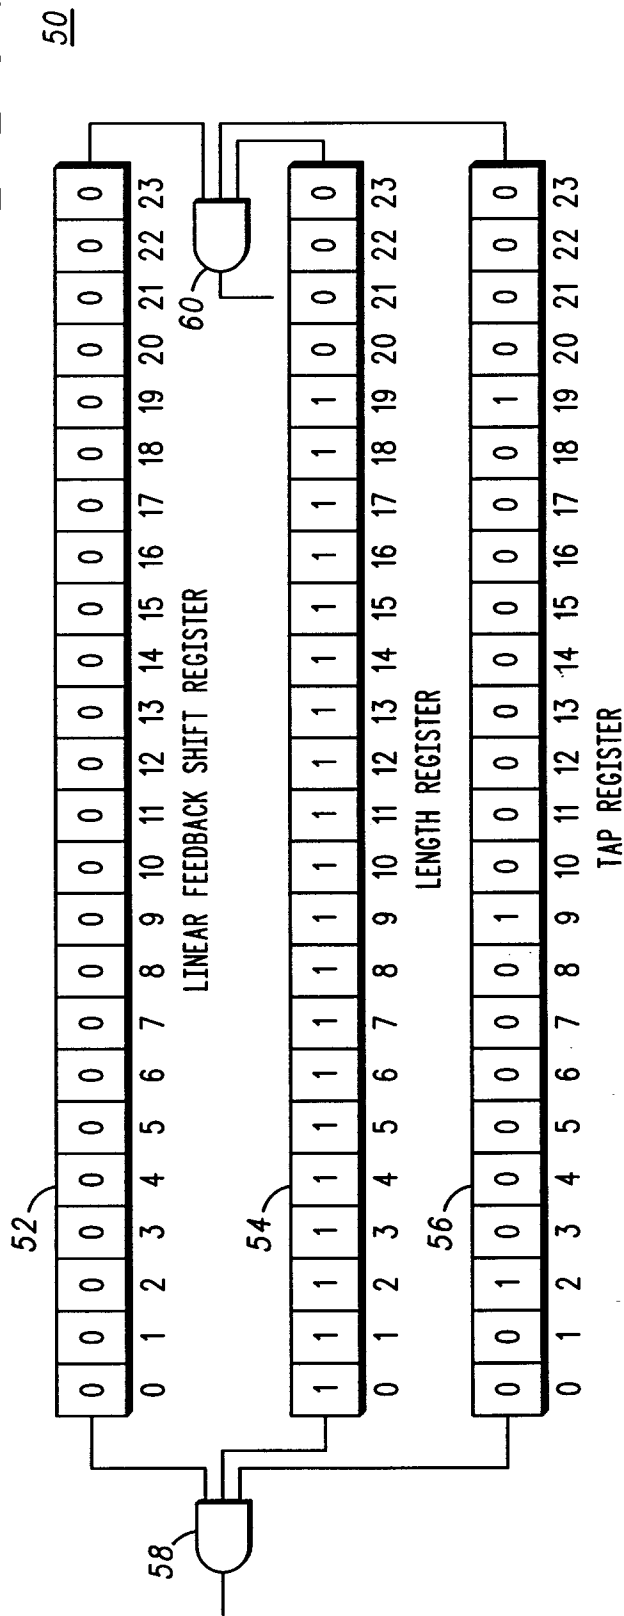 50
52
0 0 0 0 0 0 0 0 0 0 0 0 0 0 0 0 0 0 0 0 0 0 0 0
0 1 2 3 4 5 6 7 8 9 10 11 12 13 14 15 16 17 18 19 20 21 22 23
LINEAR FEEDBACK SHIFT REGISTER
58
60
54
1 1 1 1 1 1 1 1 1 1 1 1 1 1 1 1 1 1 1 1 0 0 0 0
0 1 2 3 4 5 6 7 8 9 10 11 12 13 14 15 16 17 18 19 20 21 22 23
LENGTH REGISTER
56
0 0 1 0 0 0 0 0 0 1 0 0 0 0 0 0 0 0 0 1 0 0 0 0
0 1 2 3 4 5 6 7 8 9 10 11 12 13 14 15 16 17 18 19 20 21 22 23
TAP REGISTER